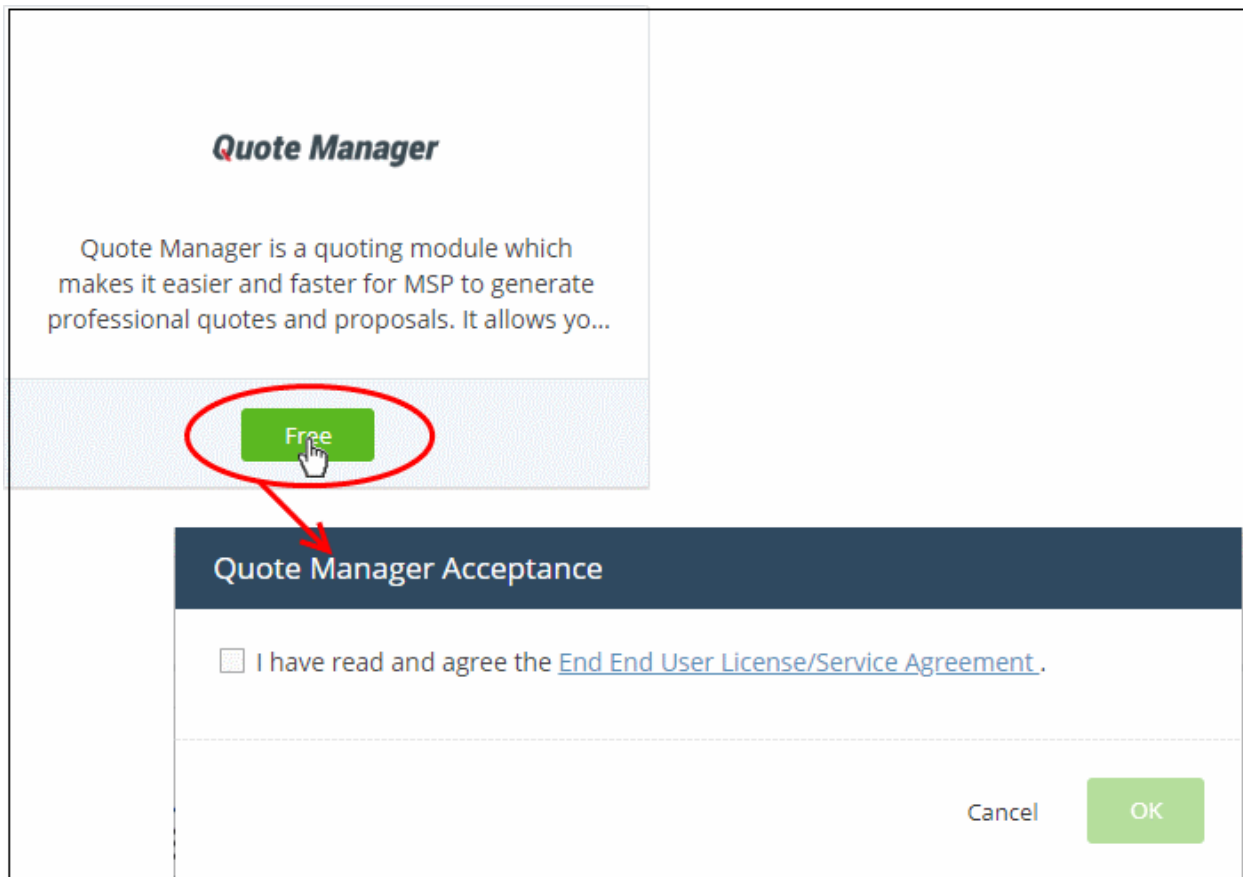 Quote Manager
Quote Manager is a quoting module which
makes it easier and faster for MSP to generate
professional quotes and proposals. It allows yo...
Free
Quote Manager Acceptance
I have read and agree the End End User License/Service Agreement .
Cancel
OK